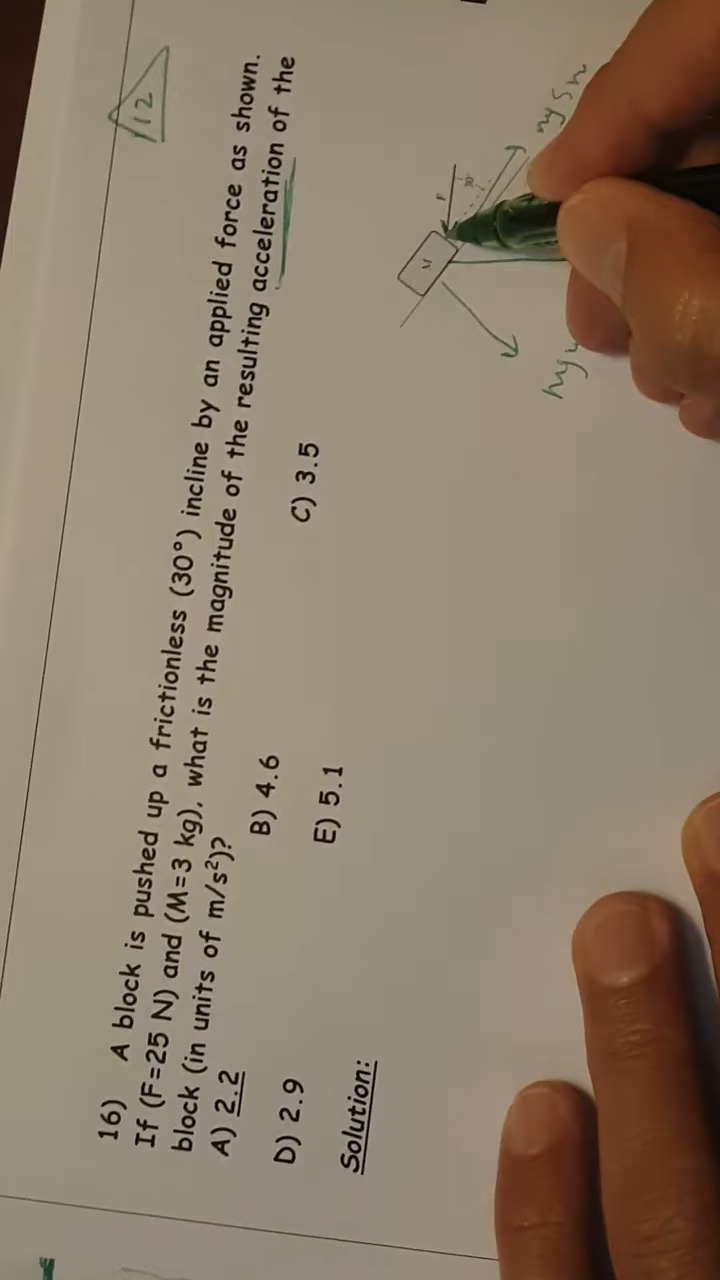 12
16) A block is pushed up a frictionless (30°) incline by an applied force as shown.
If (F=25 N) and (M=3 kg), what is the magnitude of the resulting acceleration of the
block (in units of m/s²)?
A) 2.2 B) 4.6 C) 3.5
D) 2.9 E) 5.1
Solution:
F
30°
M